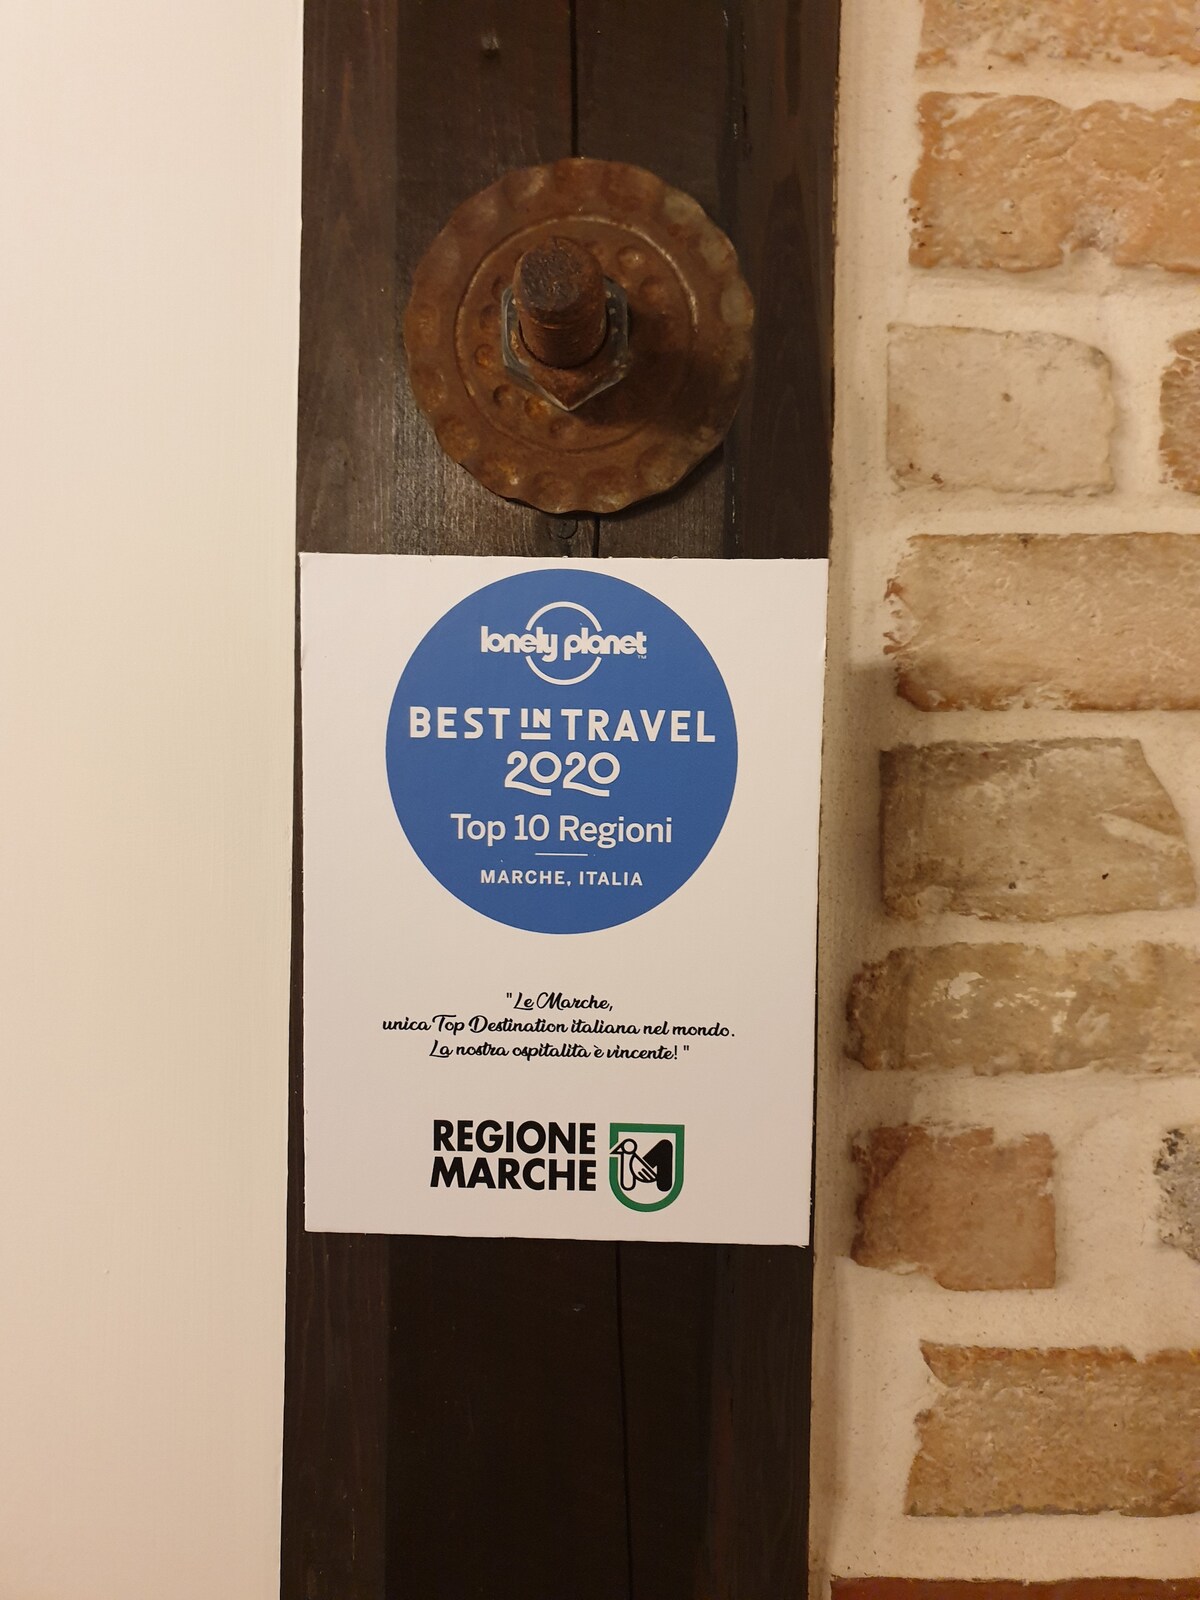 lonely planet™
BEST IN TRAVEL
2020
Top 10 Regioni
MARCHE, ITALIA
"Le Marche,
unica Top Destination italiana nel mondo.
La nostra ospitalità è vincente! "
REGIONE
MARCHE